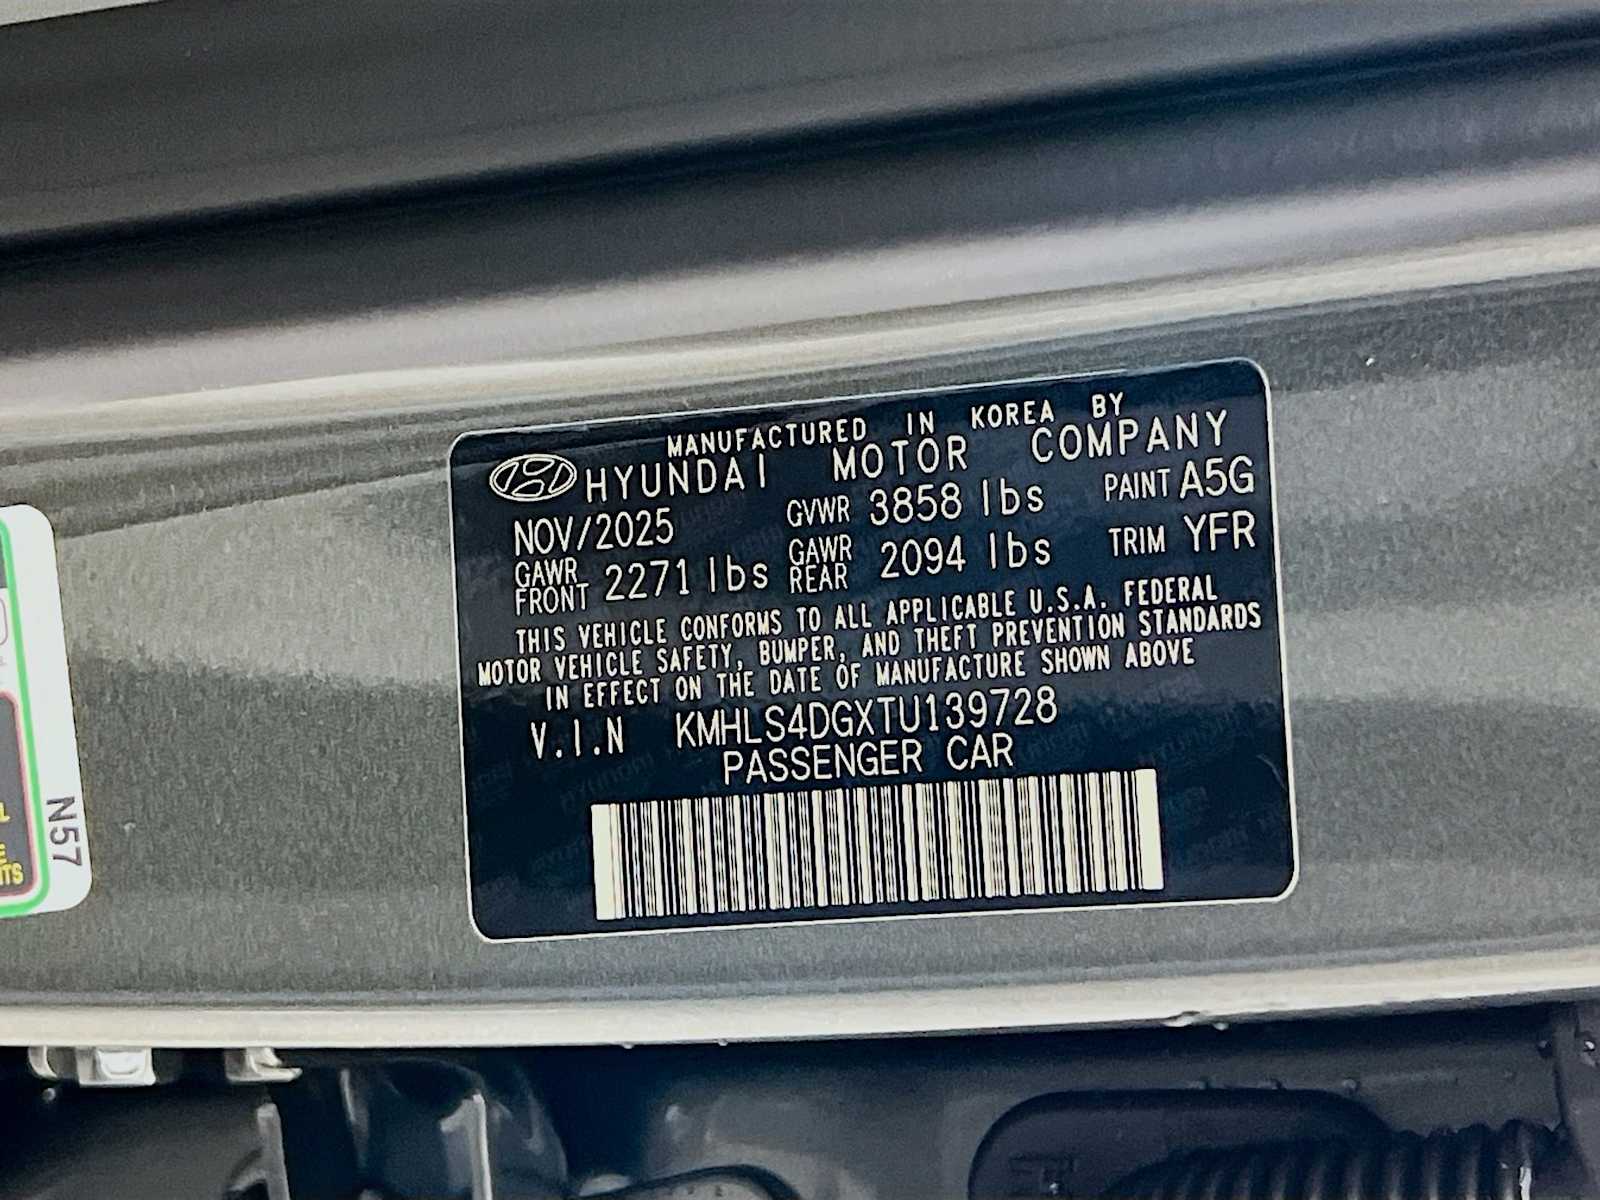 MANUFACTURED IN KOREA BY
HYUNDAI MOTOR COMPANY
NOV/2025 GVWR 3858 lbs PAINT A5G
GAWR FRONT 2271 lbs GAWR REAR 2094 lbs TRIM YFR
THIS VEHICLE CONFORMS TO ALL APPLICABLE U.S.A. FEDERAL
MOTOR VEHICLE SAFETY, BUMPER, AND THEFT PREVENTION STANDARDS
IN EFFECT ON THE DATE OF MANUFACTURE SHOWN ABOVE
V.I.N KMHLS4DGXTU139728
PASSENGER CAR
N57